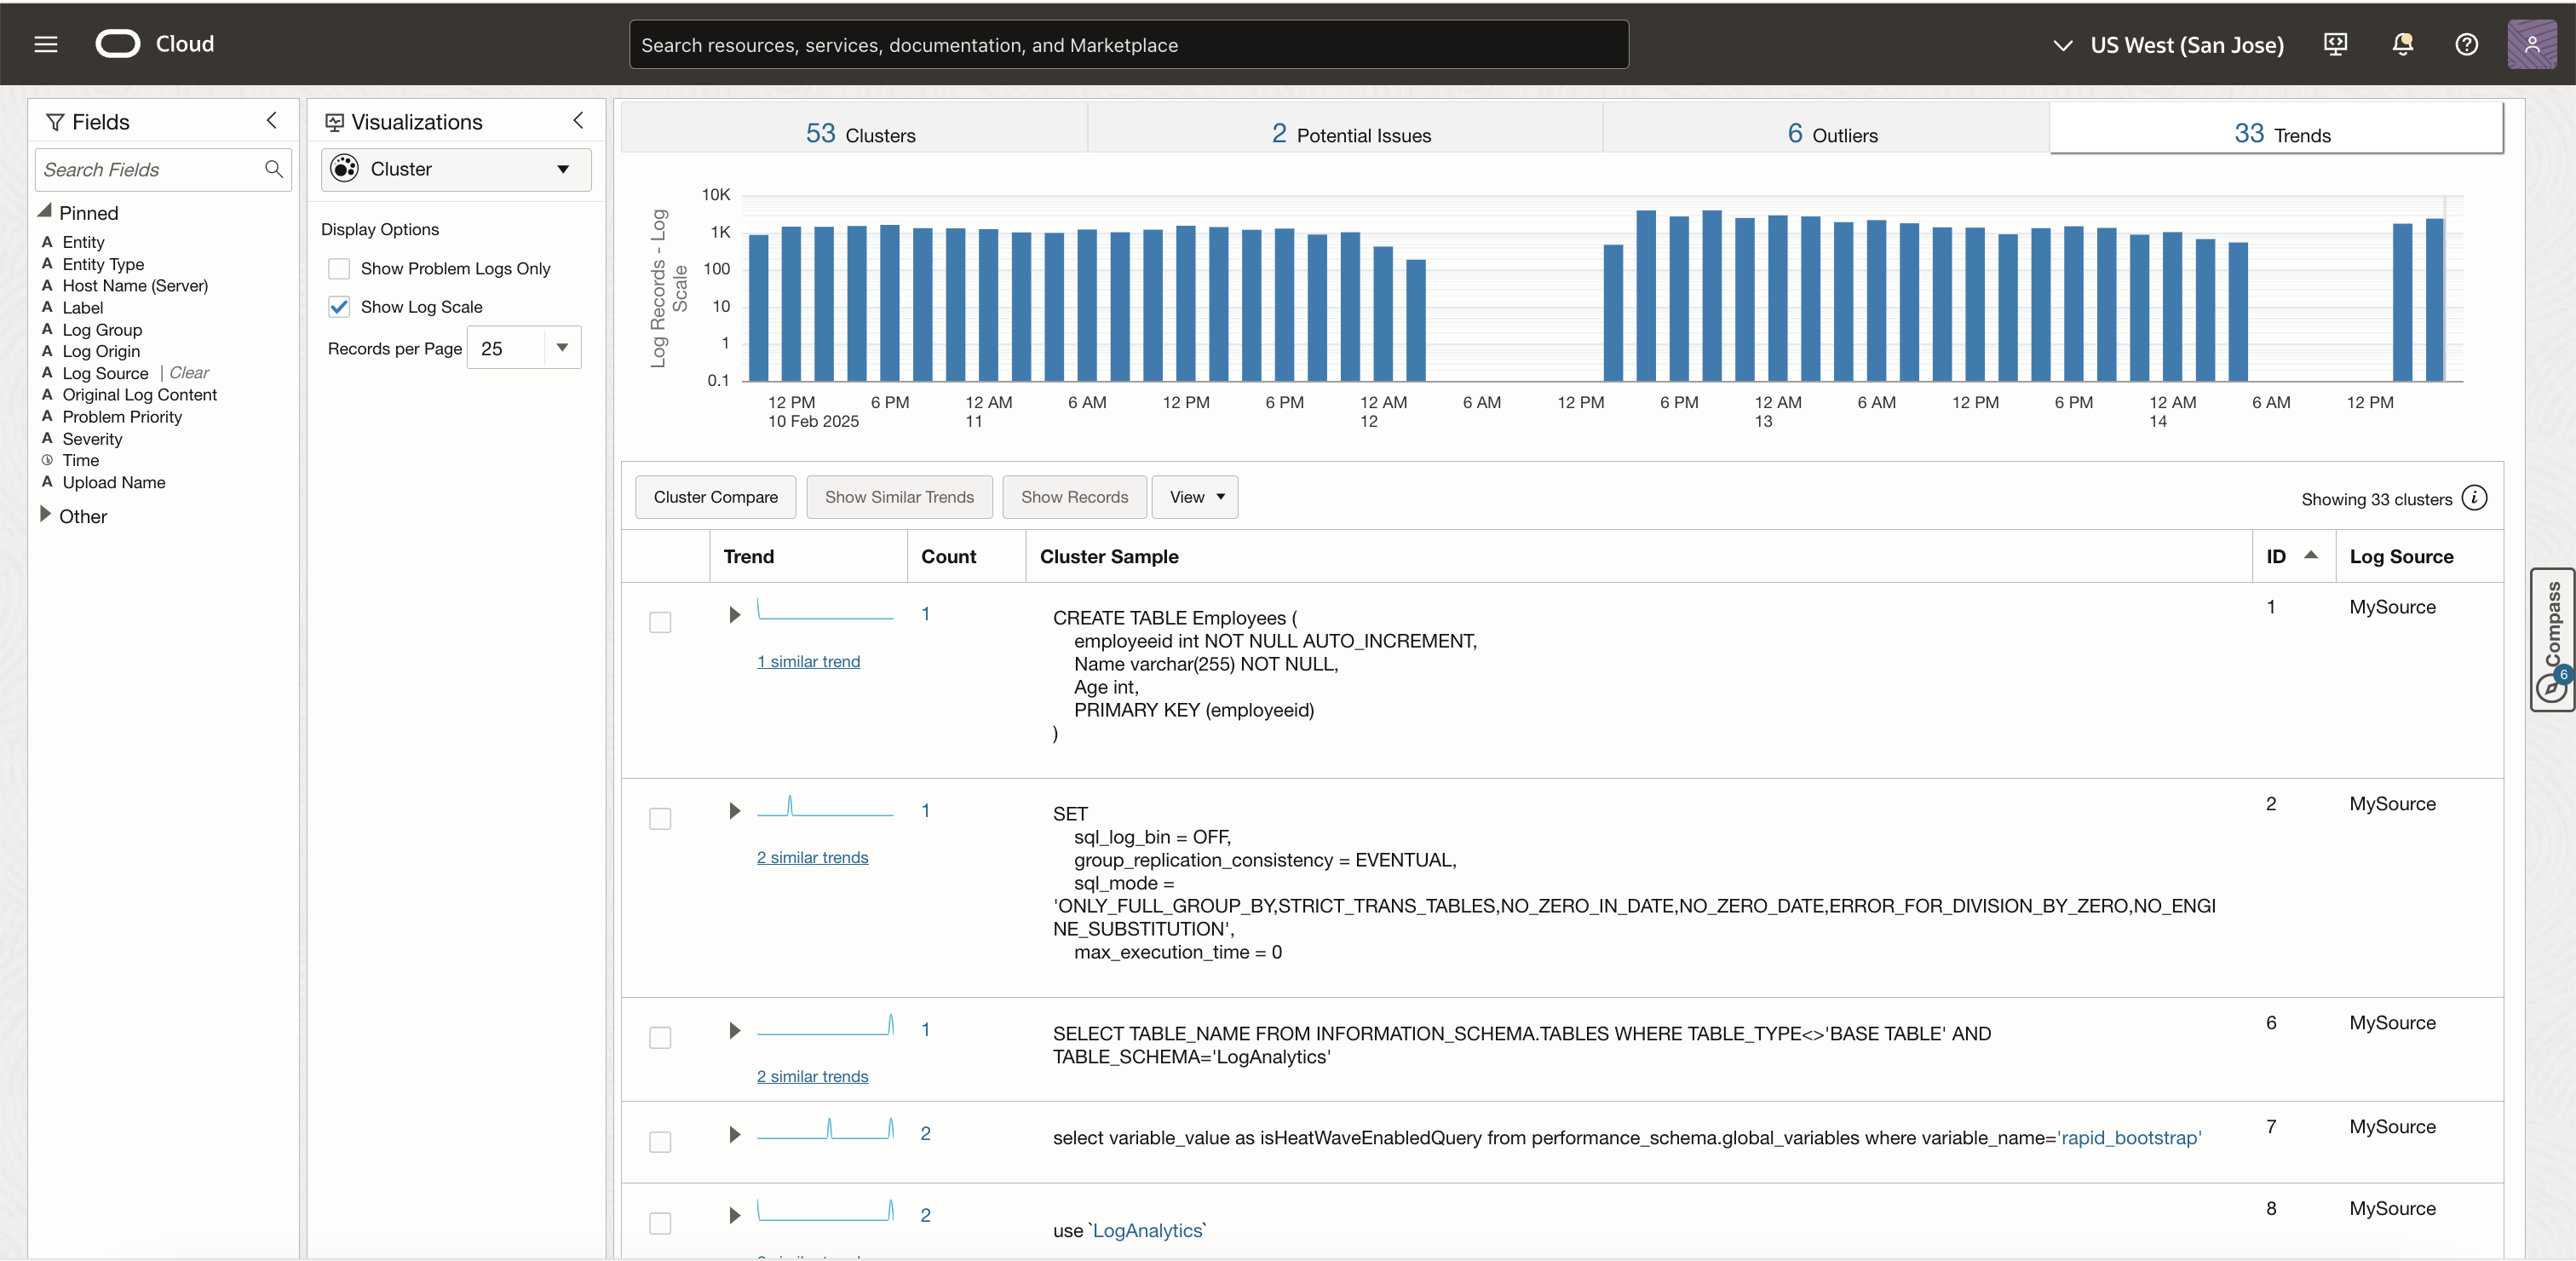 Cloud
Search resources, services, documentation, and Marketplace
US West (San Jose)
Fields
Search Fields
Pinned
A Entity
A Entity Type
A Host Name (Server)
A Label
A Log Group
A Log Origin
A Log Source | Clear
A Original Log Content
A Problem Priority
A Severity
Time
A Upload Name
Other
Visualizations
Cluster
Display Options
Show Problem Logs Only
Show Log Scale
Records per Page 25
53 Clusters
2 Potential Issues
6 Outliers
33 Trends
Log Records - Log
Scale
10K
1K
100
10
1
0.1
12 PM 6 PM 12 AM 6 AM 12 PM 6 PM 12 AM 6 AM 12 PM 6 PM 12 AM 6 AM 12 PM 6 PM 12 AM 6 AM 12 PM
10 Feb 2025 11 12 13 14
Cluster Compare
Show Similar Trends
Show Records
View
Showing 33 clusters
Trend Count Cluster Sample ID Log Source
1
1 similar trend
CREATE TABLE Employees (
employeeid int NOT NULL AUTO_INCREMENT,
Name varchar(255) NOT NULL,
Age int,
PRIMARY KEY (employeeid)
)
1 MySource
1
2 similar trends
SET
sql_log_bin = OFF,
group_replication_consistency = EVENTUAL,
sql_mode =
'ONLY_FULL_GROUP_BY,STRICT_TRANS_TABLES,NO_ZERO_IN_DATE,NO_ZERO_DATE,ERROR_FOR_DIVISION_BY_ZERO,NO_ENGI
NE_SUBSTITUTION',
max_execution_time = 0
2 MySource
1
2 similar trends
SELECT TABLE_NAME FROM INFORMATION_SCHEMA.TABLES WHERE TABLE_TYPE<>'BASE TABLE' AND
TABLE_SCHEMA='LogAnalytics'
6 MySource
2
select variable_value as isHeatWaveEnabledQuery from performance_schema.global_variables where variable_name='rapid_bootstrap'
7 MySource
2
use `LogAnalytics`
8 MySource
Compass
6